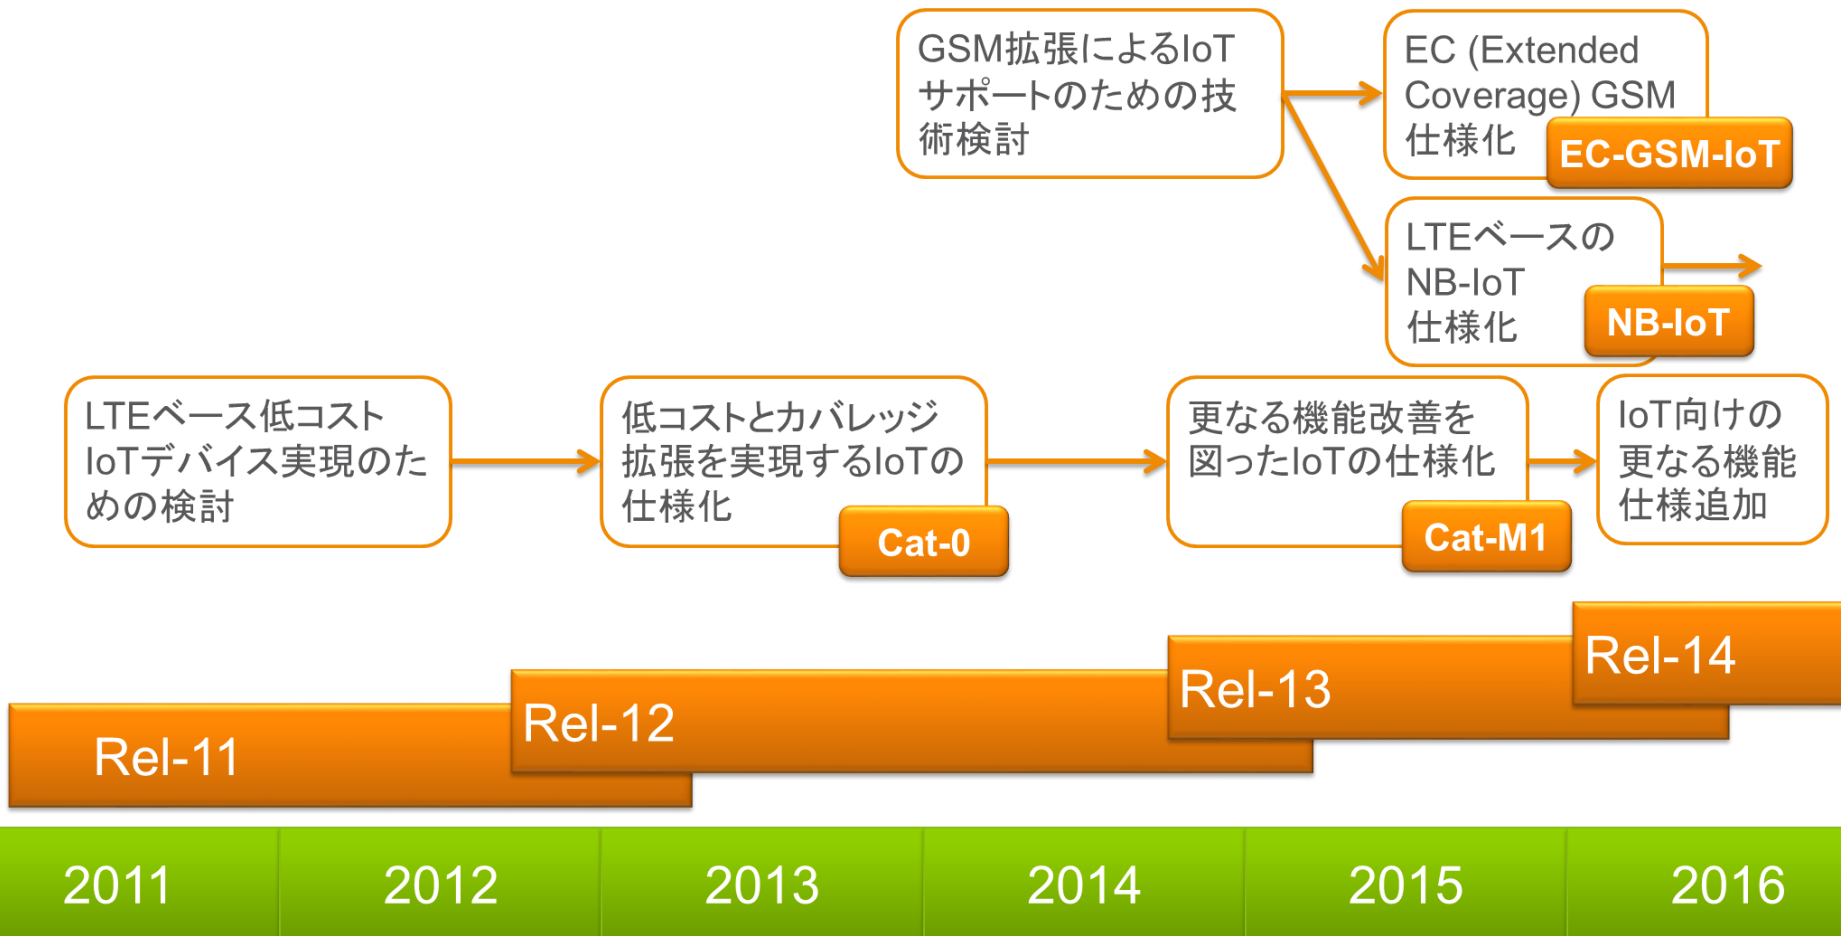 GSM拡張によるIoT
サポートのための技
術検討
EC (Extended
Coverage) GSM
仕様化
EC-GSM-IoT
LTEベースの
NB-IoT
仕様化
NB-IoT
LTEベース低コスト
IoTデバイス実現のた
めの検討
低コストとカバレッジ
拡張を実現するIoTの
仕様化
Cat-0
更なる機能改善を
図ったIoTの仕様化
Cat-M1
IoT向けの
更なる機能
仕様追加
Rel-11
Rel-12
Rel-13
Rel-14
2011
2012
2013
2014
2015
2016